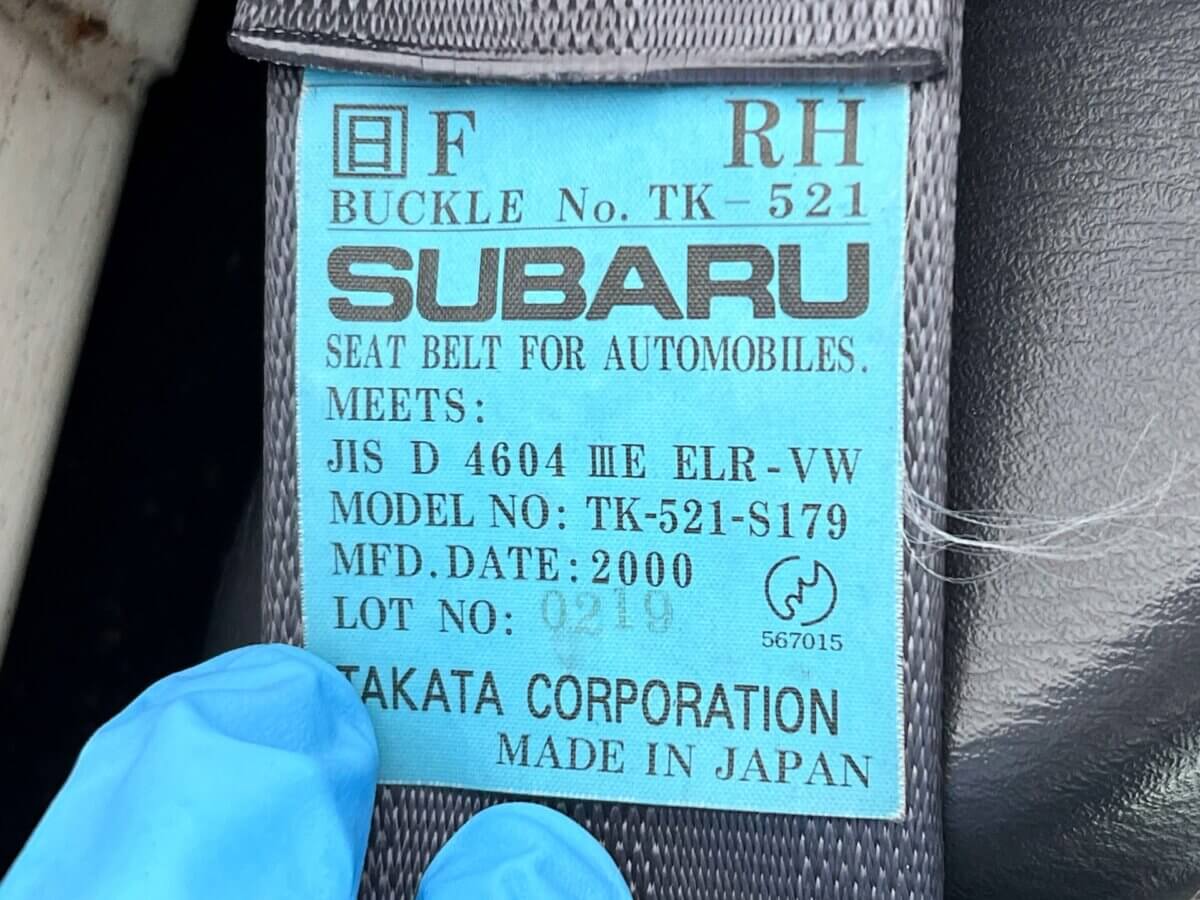 日 F RH
BUCKLE No. TK-521
SUBARU
SEAT BELT FOR AUTOMOBILES.
MEETS:
JIS D 4604 ⅢE ELR-VW
MODEL NO: TK-521-S179
MFD.DATE:2000
LOT NO: 0219
567015
TAKATA CORPORATION
MADE IN JAPAN